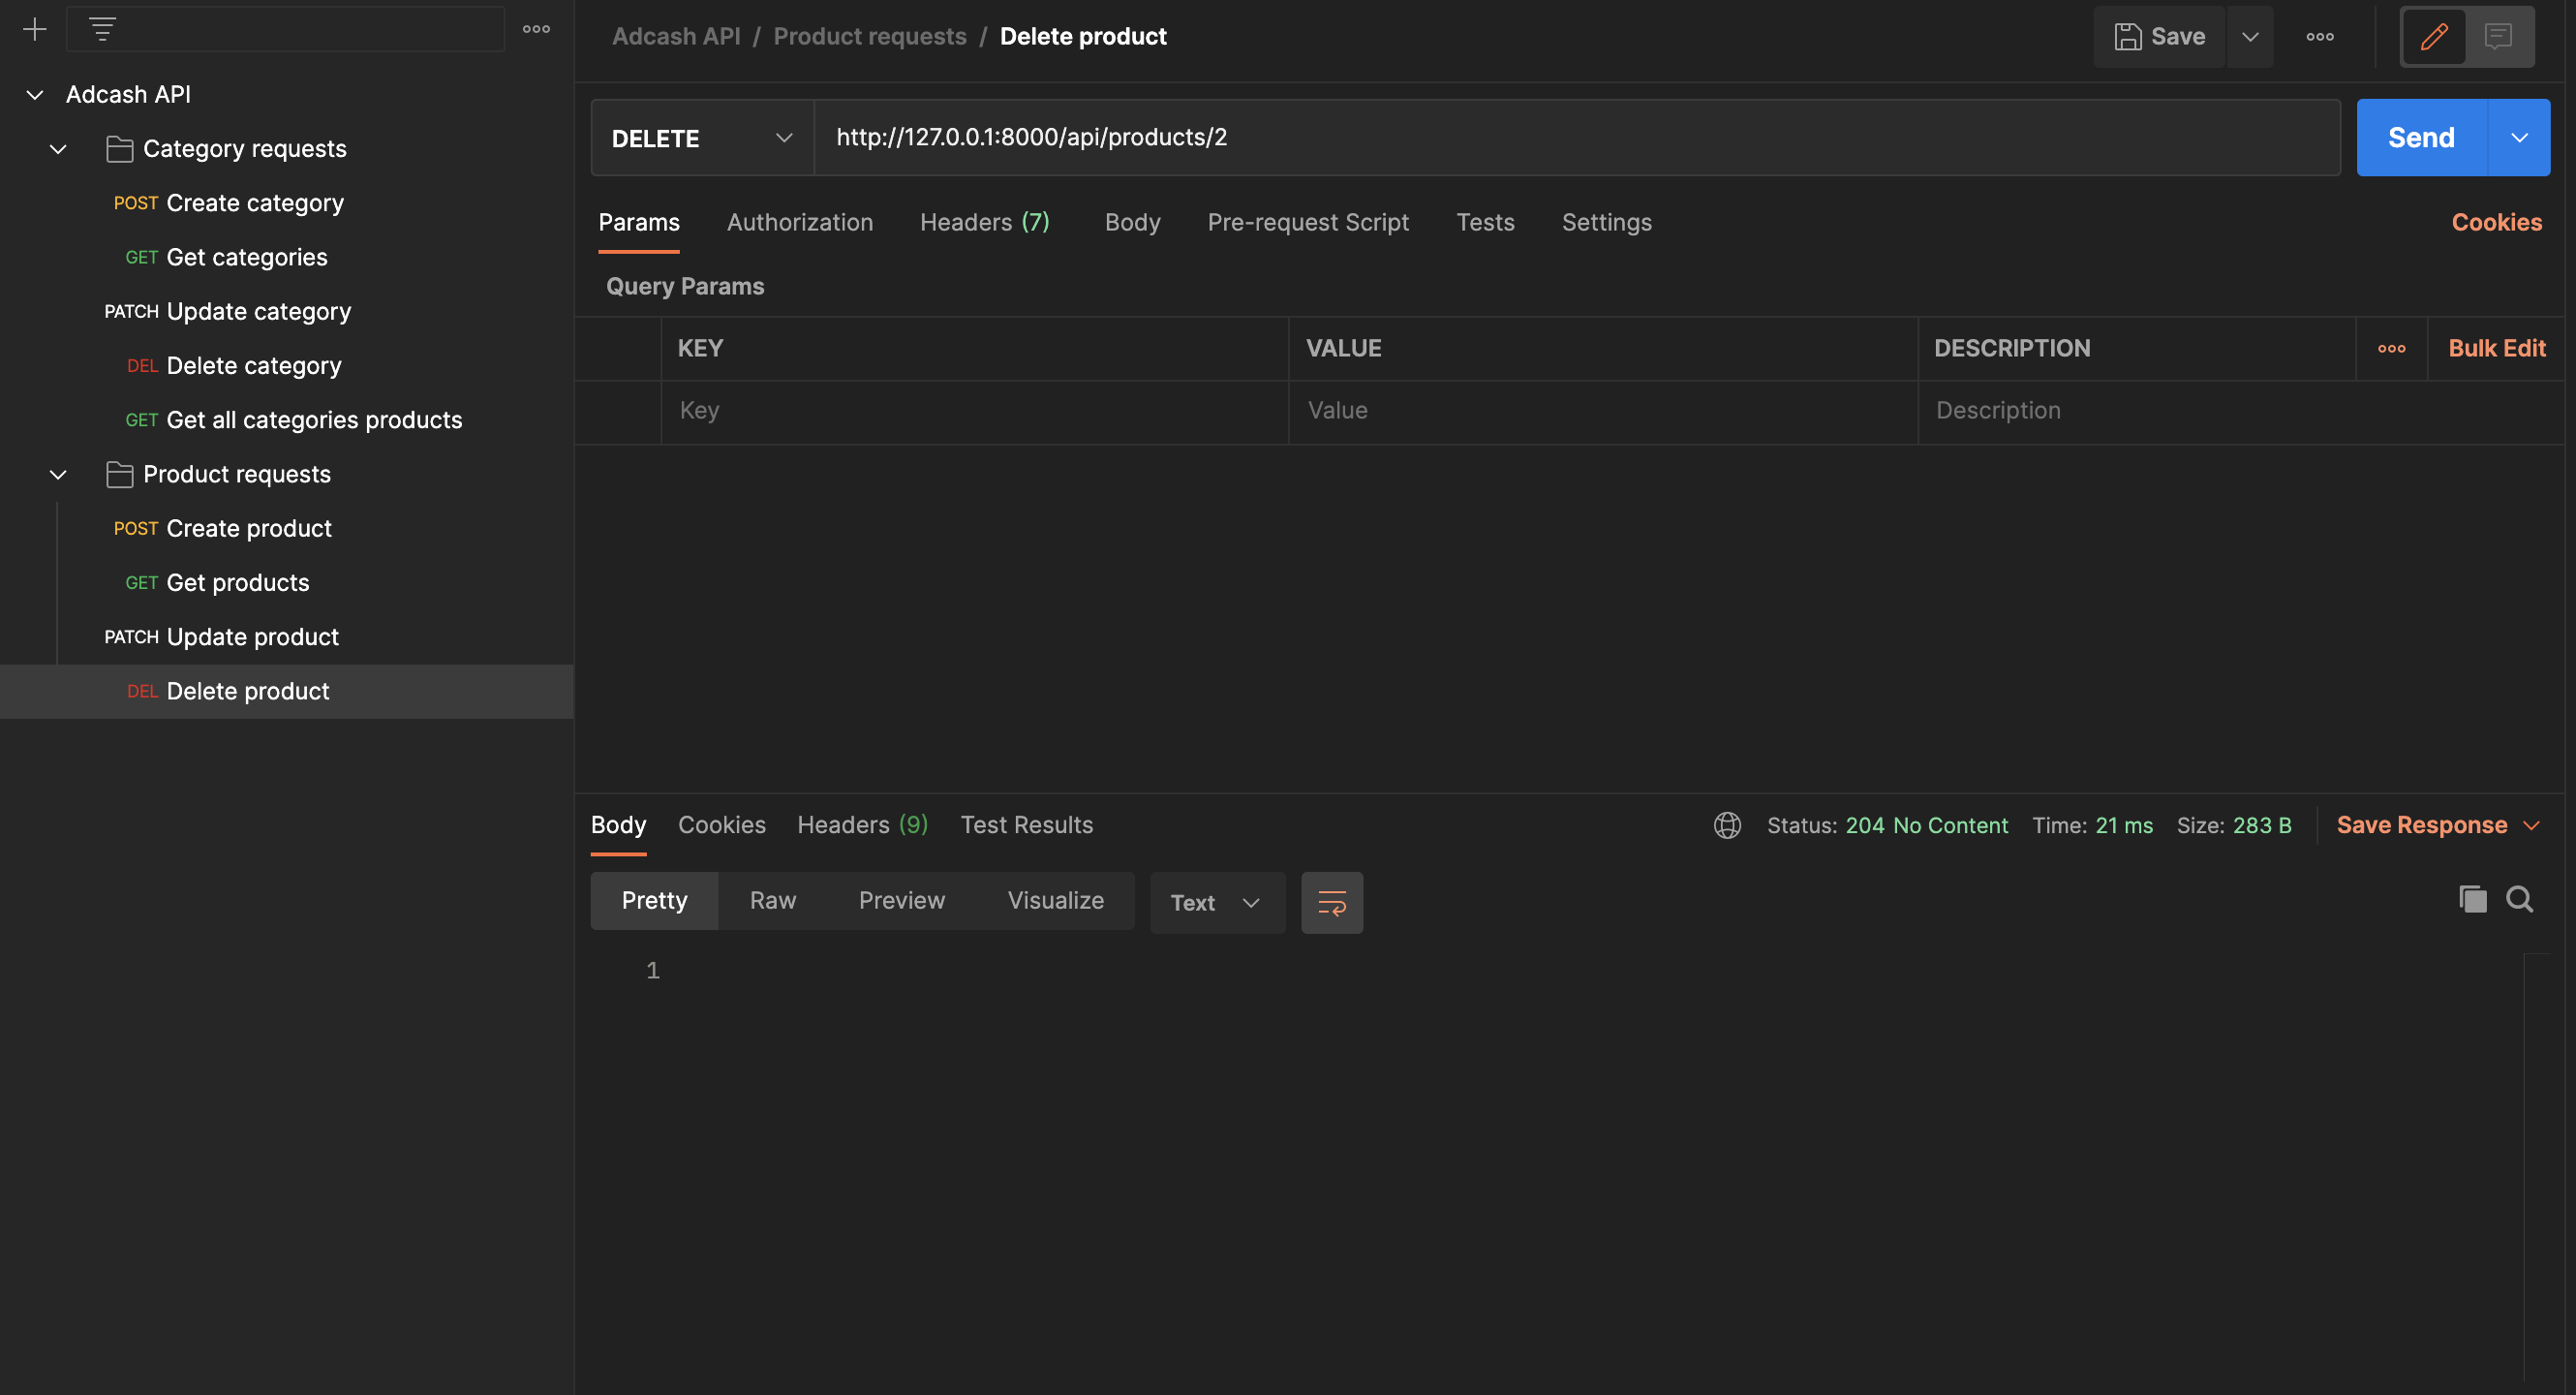 Adcash API
Category requests
POST Create category
GET Get categories
PATCH Update category
DEL Delete category
GET Get all categories products
Product requests
POST Create product
GET Get products
PATCH Update product
DEL Delete product
Adcash API / Product requests / Delete product
Save
DELETE http://127.0.0.1:8000/api/products/2 Send
Params Authorization Headers (7) Body Pre-request Script Tests Settings Cookies
Query Params
KEY VALUE DESCRIPTION Bulk Edit
Key Value Description
Body Cookies Headers (9) Test Results Status: 204 No Content Time: 21 ms Size: 283 B Save Response
Pretty Raw Preview Visualize Text
1